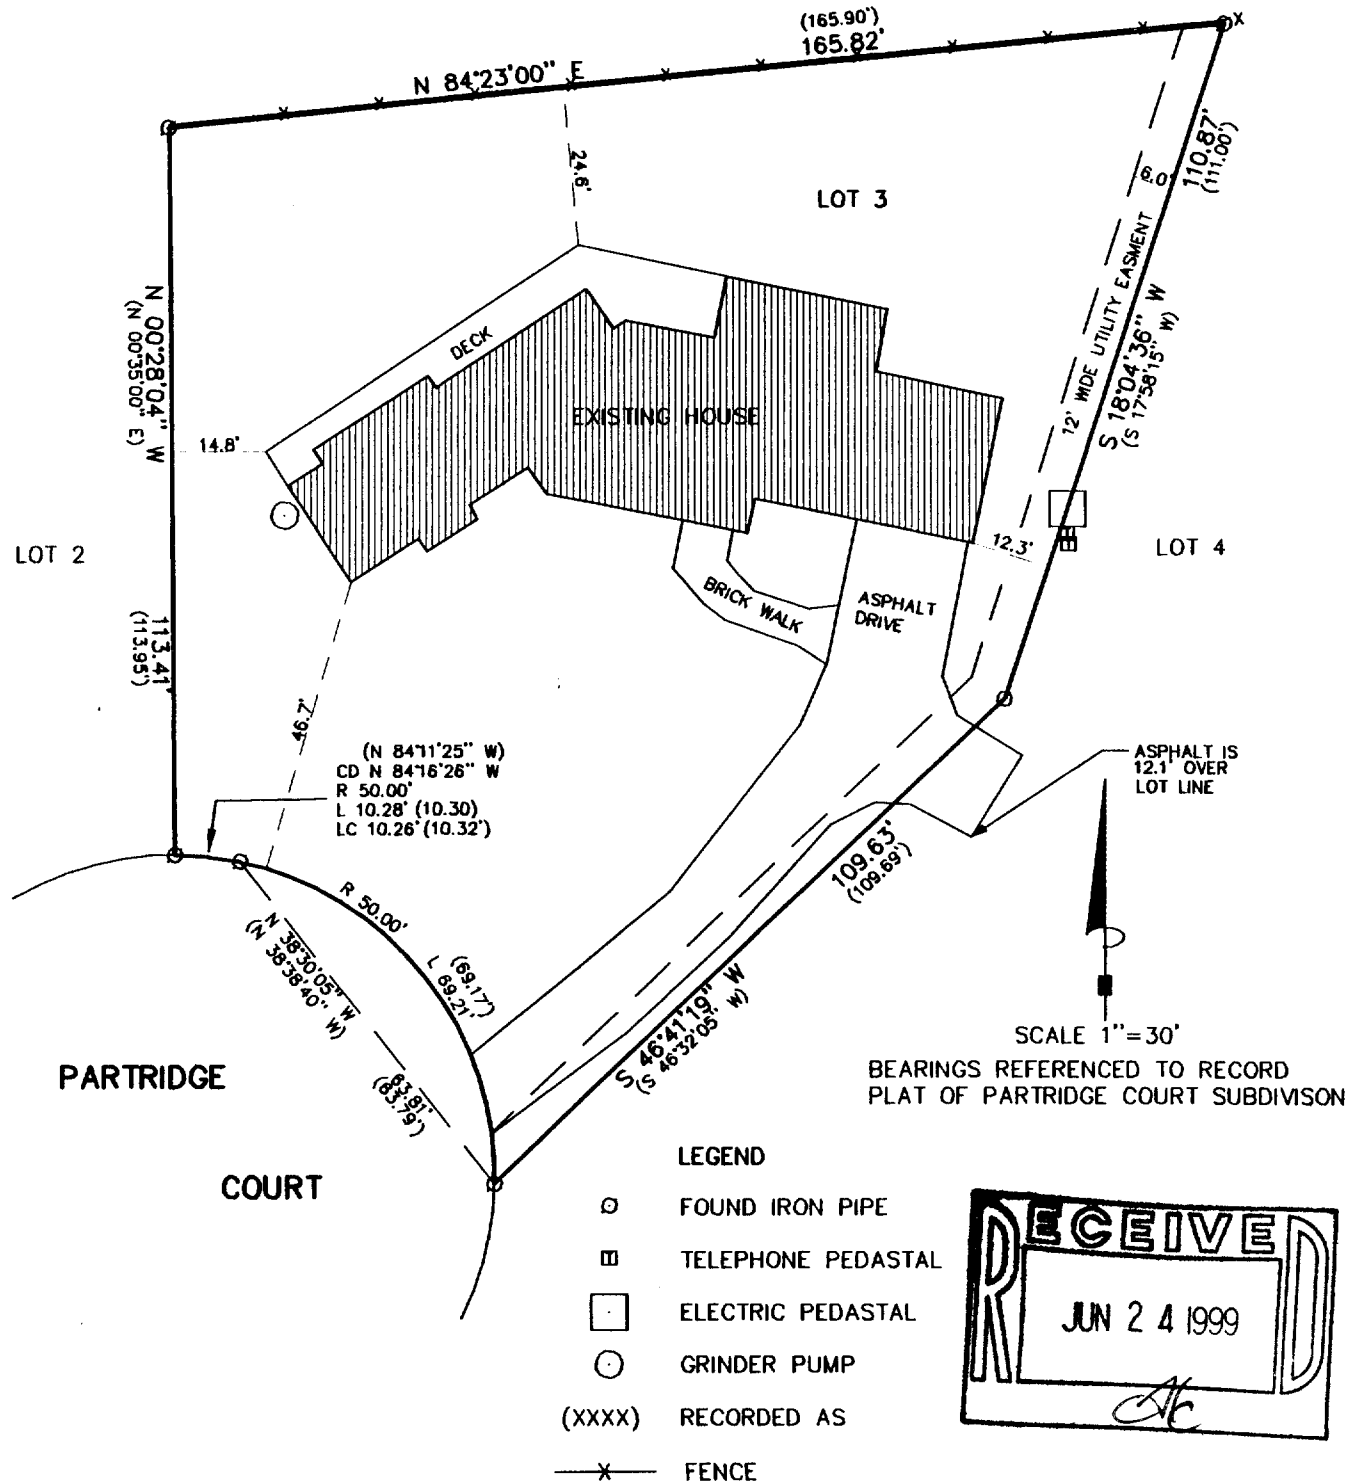 (165.90')
165.82'
N 84°23'00" E
24.6'
LOT 3
6.0'
110.87'
(111.00')
12' WIDE UTILITY EASMENT
S 18°04'36" W
(S 17°58'15" W)
N 00°28'04" W
(N 00°35'00" E)
DECK
EXISTING HOUSE
14.8'
LOT 2
12.3'
LOT 4
BRICK WALK
ASPHALT
DRIVE
113.41'
(113.95')
46.7'
(N 84°11'25" W)
CD N 84°16'26" W
R 50.00'
L 10.28' (10.30)
LC 10.26' (10.32')
ASPHALT IS
12.1' OVER
LOT LINE
109.63'
(109.69')
R 50.00'
(69.17')
L 69.21'
N 38°30'05" W
(N 38°38'40" W)
S 46°41'19" W
(S 46°32'05" W)
63.81'
(63.79')
SCALE 1"=30'
BEARINGS REFERENCED TO RECORD
PLAT OF PARTRIDGE COURT SUBDIVISON
PARTRIDGE
COURT
LEGEND
FOUND IRON PIPE
TELEPHONE PEDASTAL
ELECTRIC PEDASTAL
GRINDER PUMP
(XXXX) RECORDED AS
FENCE
RECEIVED
JUN 24 1999